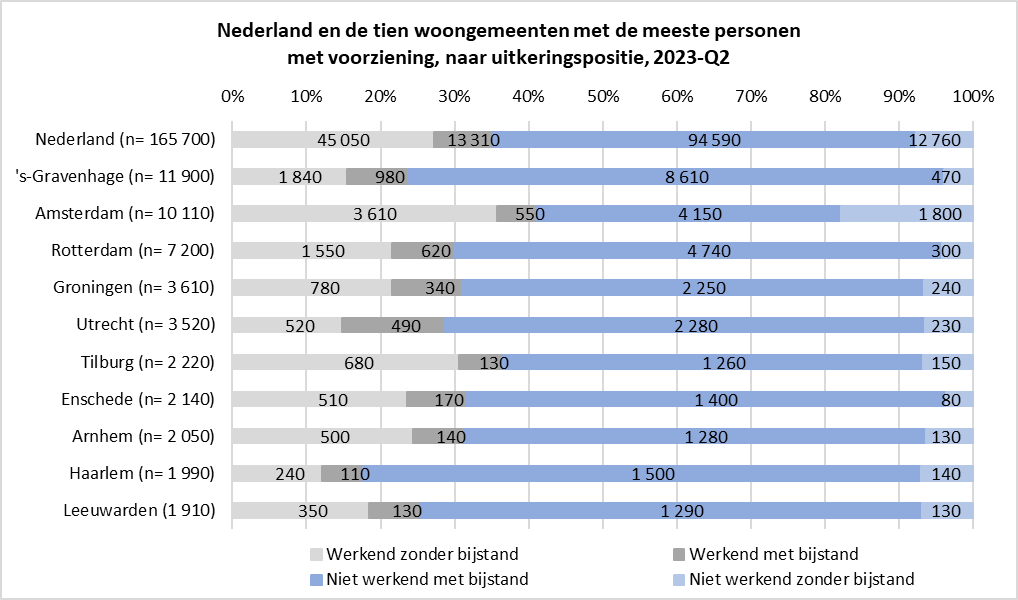 Nederland en de tien woongemeenten met de meeste personen
met voorziening, naar uitkeringspositie, 2023-Q2
0% 10% 20% 30% 40% 50% 60% 70% 80% 90% 100%
Nederland (n= 165 700) 45 050 13 310 94 590 12 760
's-Gravenhage (n= 11 900) 1 840 980 8 610 470
Amsterdam (n= 10 110) 3 610 550 4 150 1 800
Rotterdam (n= 7 200) 1 550 620 4 740 300
Groningen (n= 3 610) 780 340 2 250 240
Utrecht (n= 3 520) 520 490 2 280 230
Tilburg (n= 2 220) 680 130 1 260 150
Enschede (n= 2 140) 510 170 1 400 80
Arnhem (n= 2 050) 500 140 1 280 130
Haarlem (n= 1 990) 240 110 1 500 140
Leeuwarden (1 910) 350 130 1 290 130
Werkend zonder bijstand Werkend met bijstand
Niet werkend met bijstand Niet werkend zonder bijstand